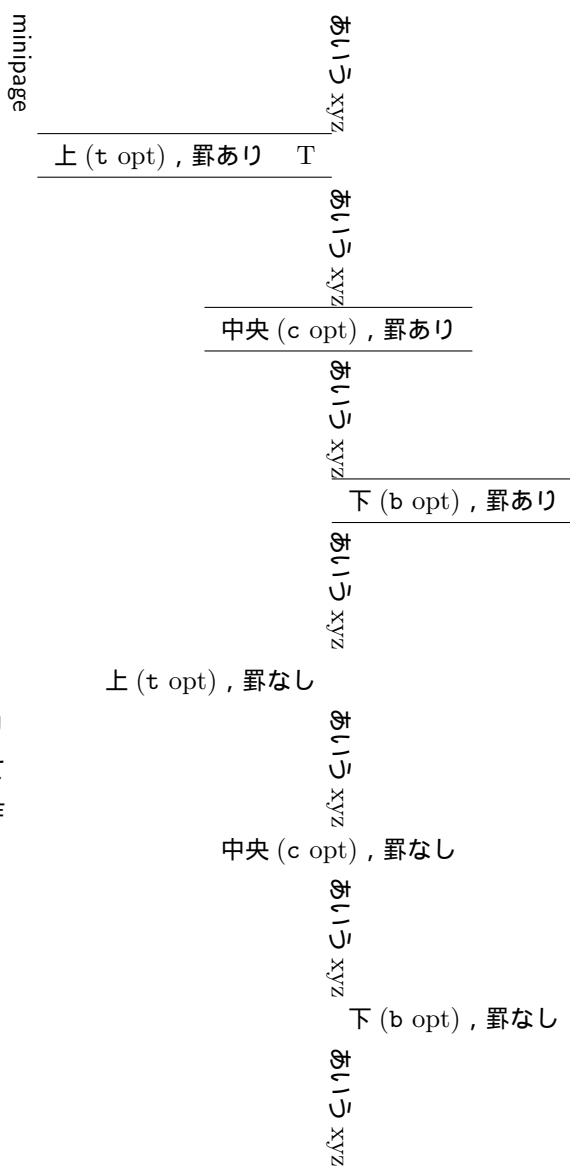 あいう xyz
上 (t opt) , 罫あり T
あいう xyz
中央 (c opt) , 罫あり
あいう xyz
下 (b opt) , 罫あり
あいう xyz
上 (t opt) , 罫なし
あいう xyz
中央 (c opt) , 罫なし
あいう xyz
下 (b opt) , 罫なし
あいう xyz
minipage